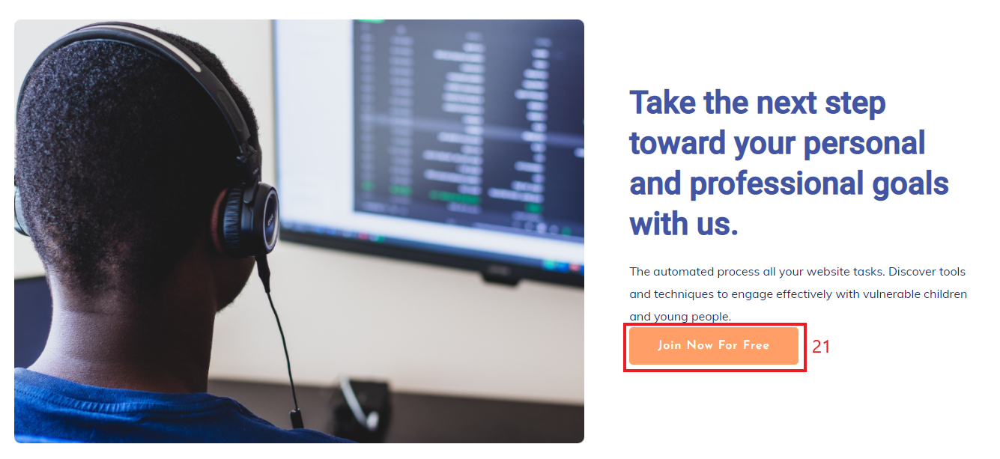 Take the next step
toward your personal
and professional goals
with us.
The automated process all your website tasks. Discover tools
and techniques to engage effectively with vulnerable children
and young people.
Join Now For Free
21